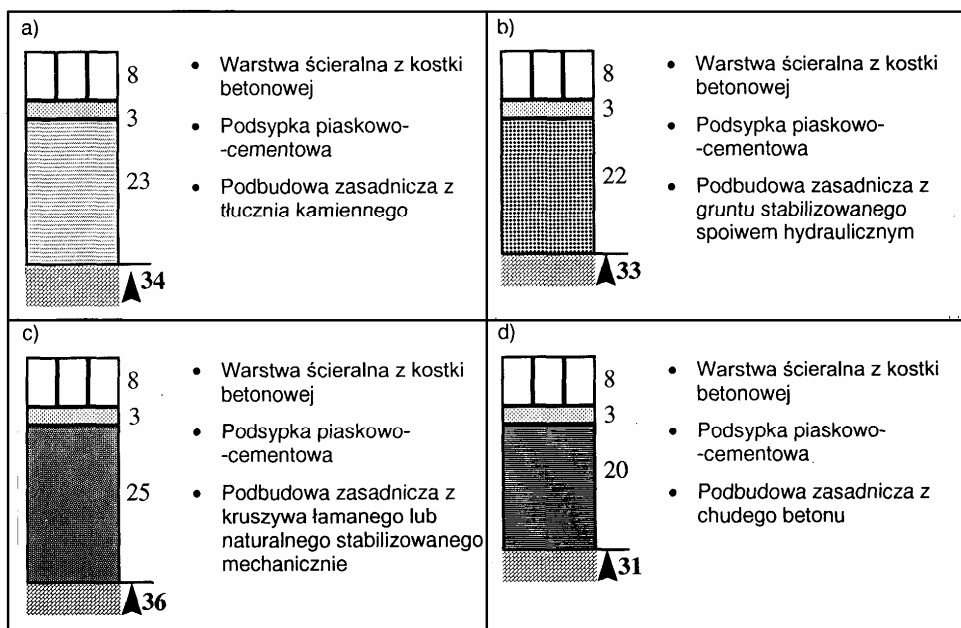 a)
8
3
23
34
• Warstwa ścieralna z kostki
betonowej
• Podsypka piaskowo-
-cementowa
• Podbudowa zasadnicza z
tłucznia kamiennego
b)
8
3
22
33
• Warstwa ścieralna z kostki
betonowej
• Podsypka piaskowo-
-cementowa
• Podbudowa zasadnicza z
gruntu stabilizowanego
spoiwem hydraulicznym
c)
8
3
25
36
• Warstwa ścieralna z kostki
betonowej
• Podsypka piaskowo-
-cementowa
• Podbudowa zasadnicza z
kruszywa łamanego lub
naturalnego stabilizowanego
mechanicznie
d)
8
3
20
31
• Warstwa ścieralna z kostki
betonowej
• Podsypka piaskowo-
-cementowa
• Podbudowa zasadnicza z
chudego betonu